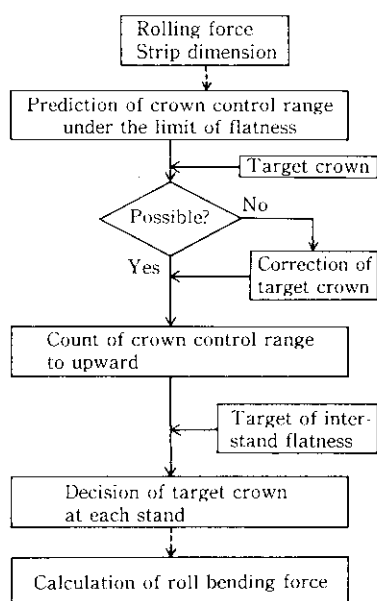 Rolling force
Strip dimension
Prediction of crown control range
under the limit of flatness
Target crown
Possible?
No
Yes
Correction of
target crown
Count of crown control range
to upward
Target of inter-
stand flatness
Decision of target crown
at each stand
Calculation of roll bending force